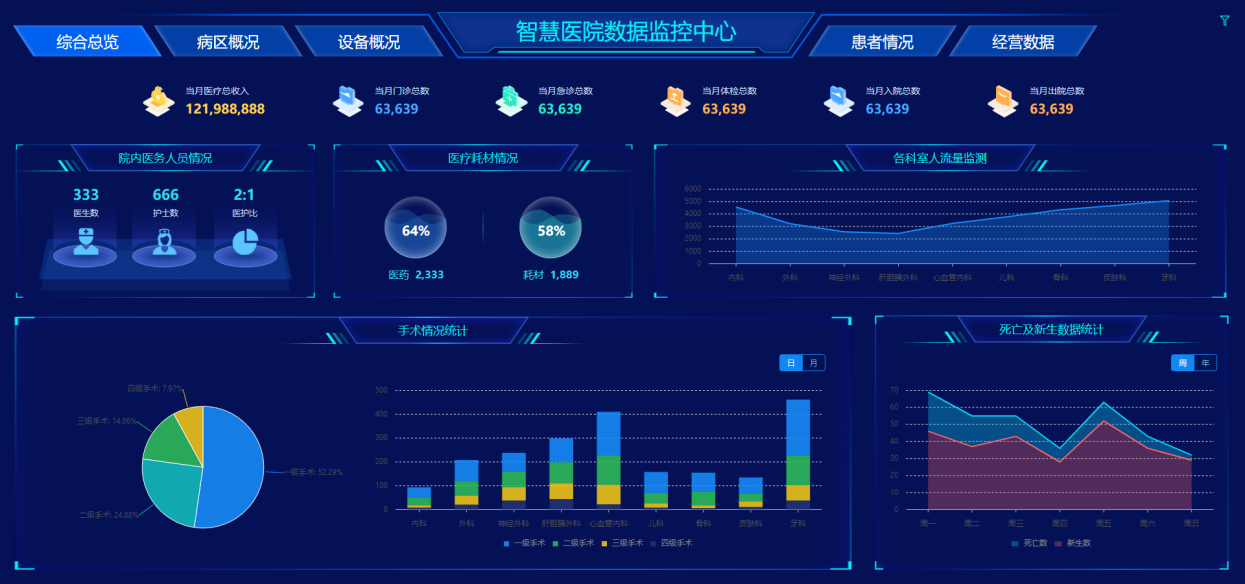 智慧医院数据监控中心
综合总览
病区概况
设备概况
患者情况
经营数据
当月医疗总收入
121,988,888
当月门诊总数
63,639
当月急诊总数
63,639
当月体检总数
63,639
当月入院总数
63,639
当月出院总数
63,639
院内医务人员情况
333
医生数
666
护士数
2:1
医护比
医疗耗材情况
64%
医药 2,333
58%
耗材 1,889
各科室人流量监测
6000
5000
4000
3000
2000
1000
0
内科
外科
神经外科
肝胆胰外科
心血管内科
儿科
骨科
皮肤科
牙科
手术情况统计
四级手术: 7.97%
三级手术: 14.86%
二级手术: 24.88%
一级手术: 52.29%
日
月
500
400
300
200
100
0
内科
外科
神经外科
肝胆胰外科
心血管内科
儿科
骨科
皮肤科
牙科
一级手术
二级手术
三级手术
四级手术
死亡及新生数据统计
周
年
70
60
50
40
30
20
10
0
周一
周二
周三
周四
周五
周六
周日
死亡数
新生数